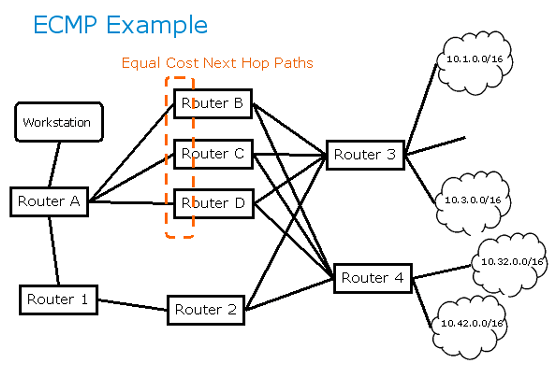 ECMP Example
Equal Cost Next Hop Paths
10.1.0.0/16
Router B
Workstation
Router C
Router 3
Router A
Router D
10.3.0.0/16
10.32.0.0/16
Router 4
Router 1
Router 2
10.42.0.0/16